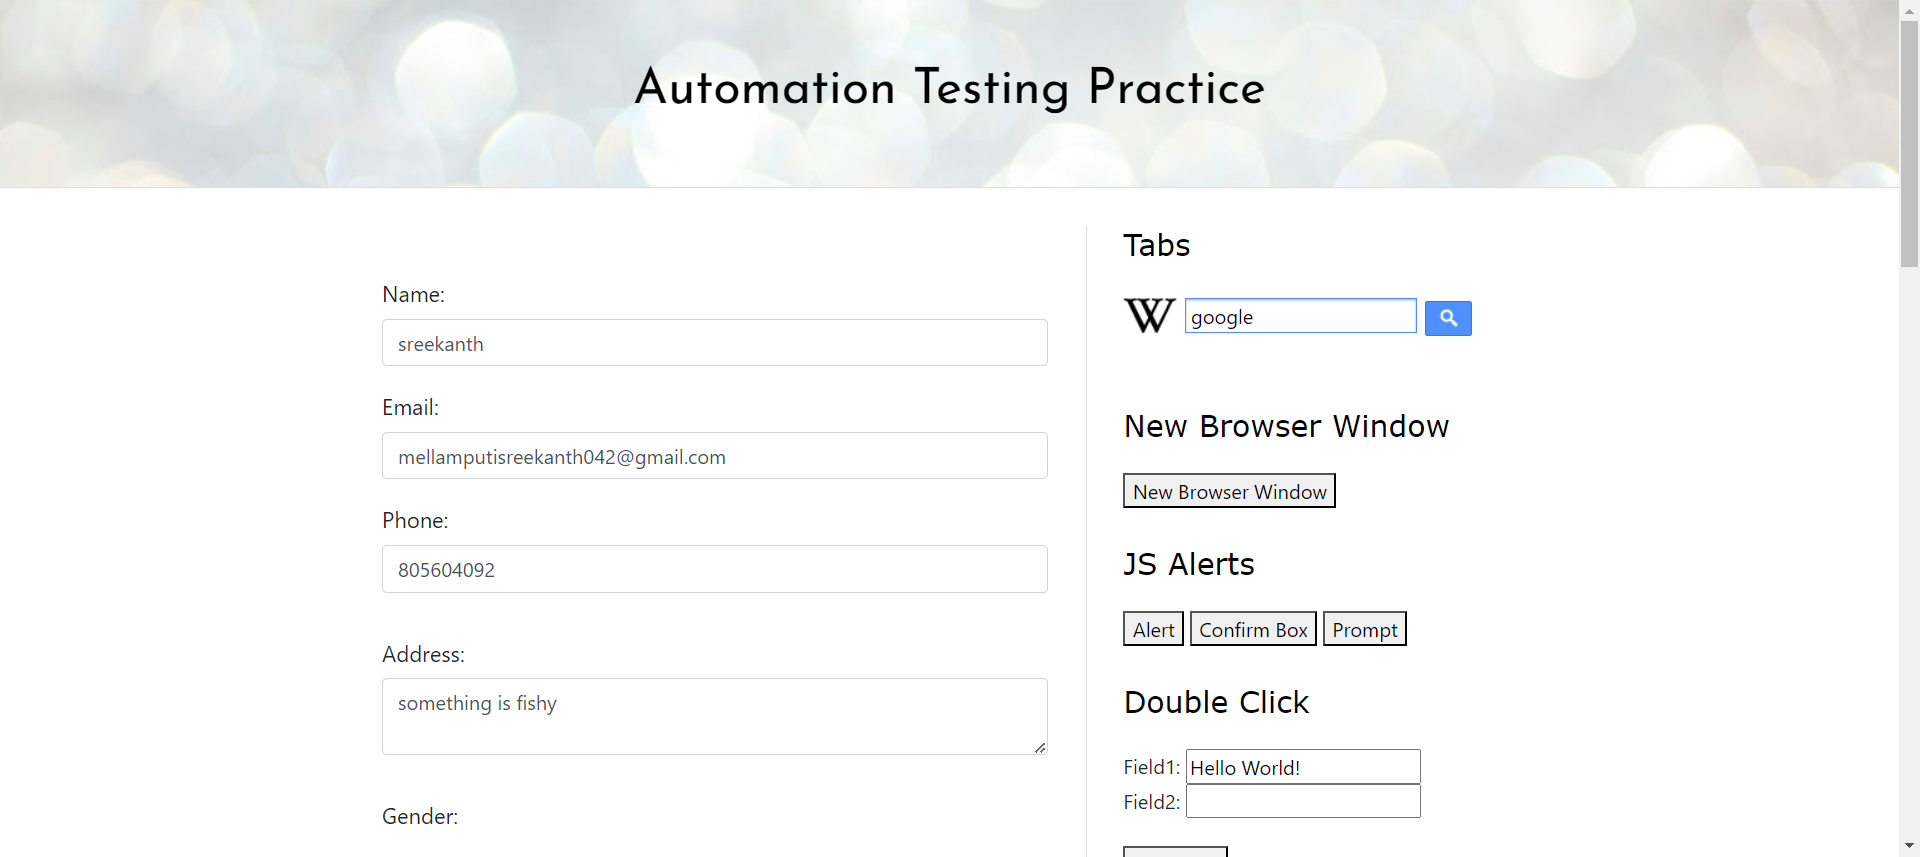 Automation Testing Practice
Name:
sreekanth
Email:
mellamputisreekanth042@gmail.com
Phone:
805604092
Address:
something is fishy
Gender:
Tabs
W google
New Browser Window
New Browser Window
JS Alerts
Alert Confirm Box Prompt
Double Click
Field1: Hello World!
Field2: